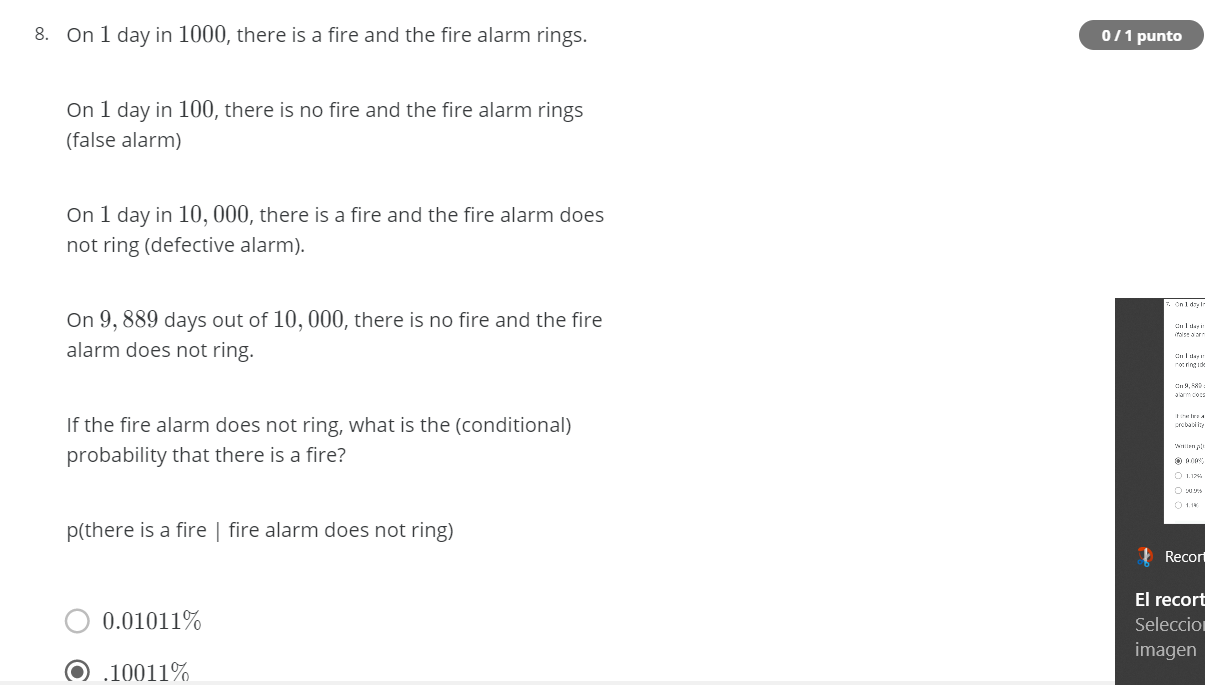 8. On 1 day in 1000, there is a fire and the fire alarm rings.
0 / 1 punto
On 1 day in 100, there is no fire and the fire alarm rings
(false alarm)
On 1 day in 10, 000, there is a fire and the fire alarm does
not ring (defective alarm).
On 9, 889 days out of 10, 000, there is no fire and the fire
alarm does not ring.
If the fire alarm does not ring, what is the (conditional)
probability that there is a fire?
p(there is a fire | fire alarm does not ring)
0.01011%
.10011%
Recort
El recort
Seleccio
imagen